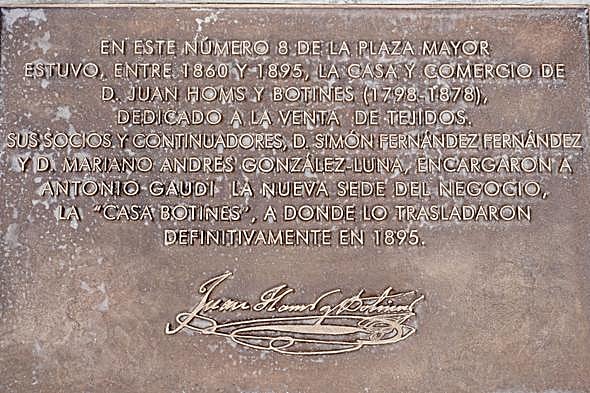 EN ESTE NÚMERO 8 DE LA PLAZA MAYOR
ESTUVO, ENTRE 1860 Y 1895, LA CASA Y COMERCIO DE
D. JUAN HOMS Y BOTINES (1798-1878),
DEDICADO A LA VENTA DE TEJIDOS.
SUS SOCIOS Y CONTINUADORES, D. SIMÓN FERNÁNDEZ FERNÁNDEZ
Y D. MARIANO ANDRES GONZÁLEZ-LUNA, ENCARGARON A
ANTONIO GAUDI LA NUEVA SEDE DEL NEGOCIO,
LA "CASA BOTINES", A DONDE LO TRASLADARON
DEFINITIVAMENTE EN 1895.
Juan Homs y Botines